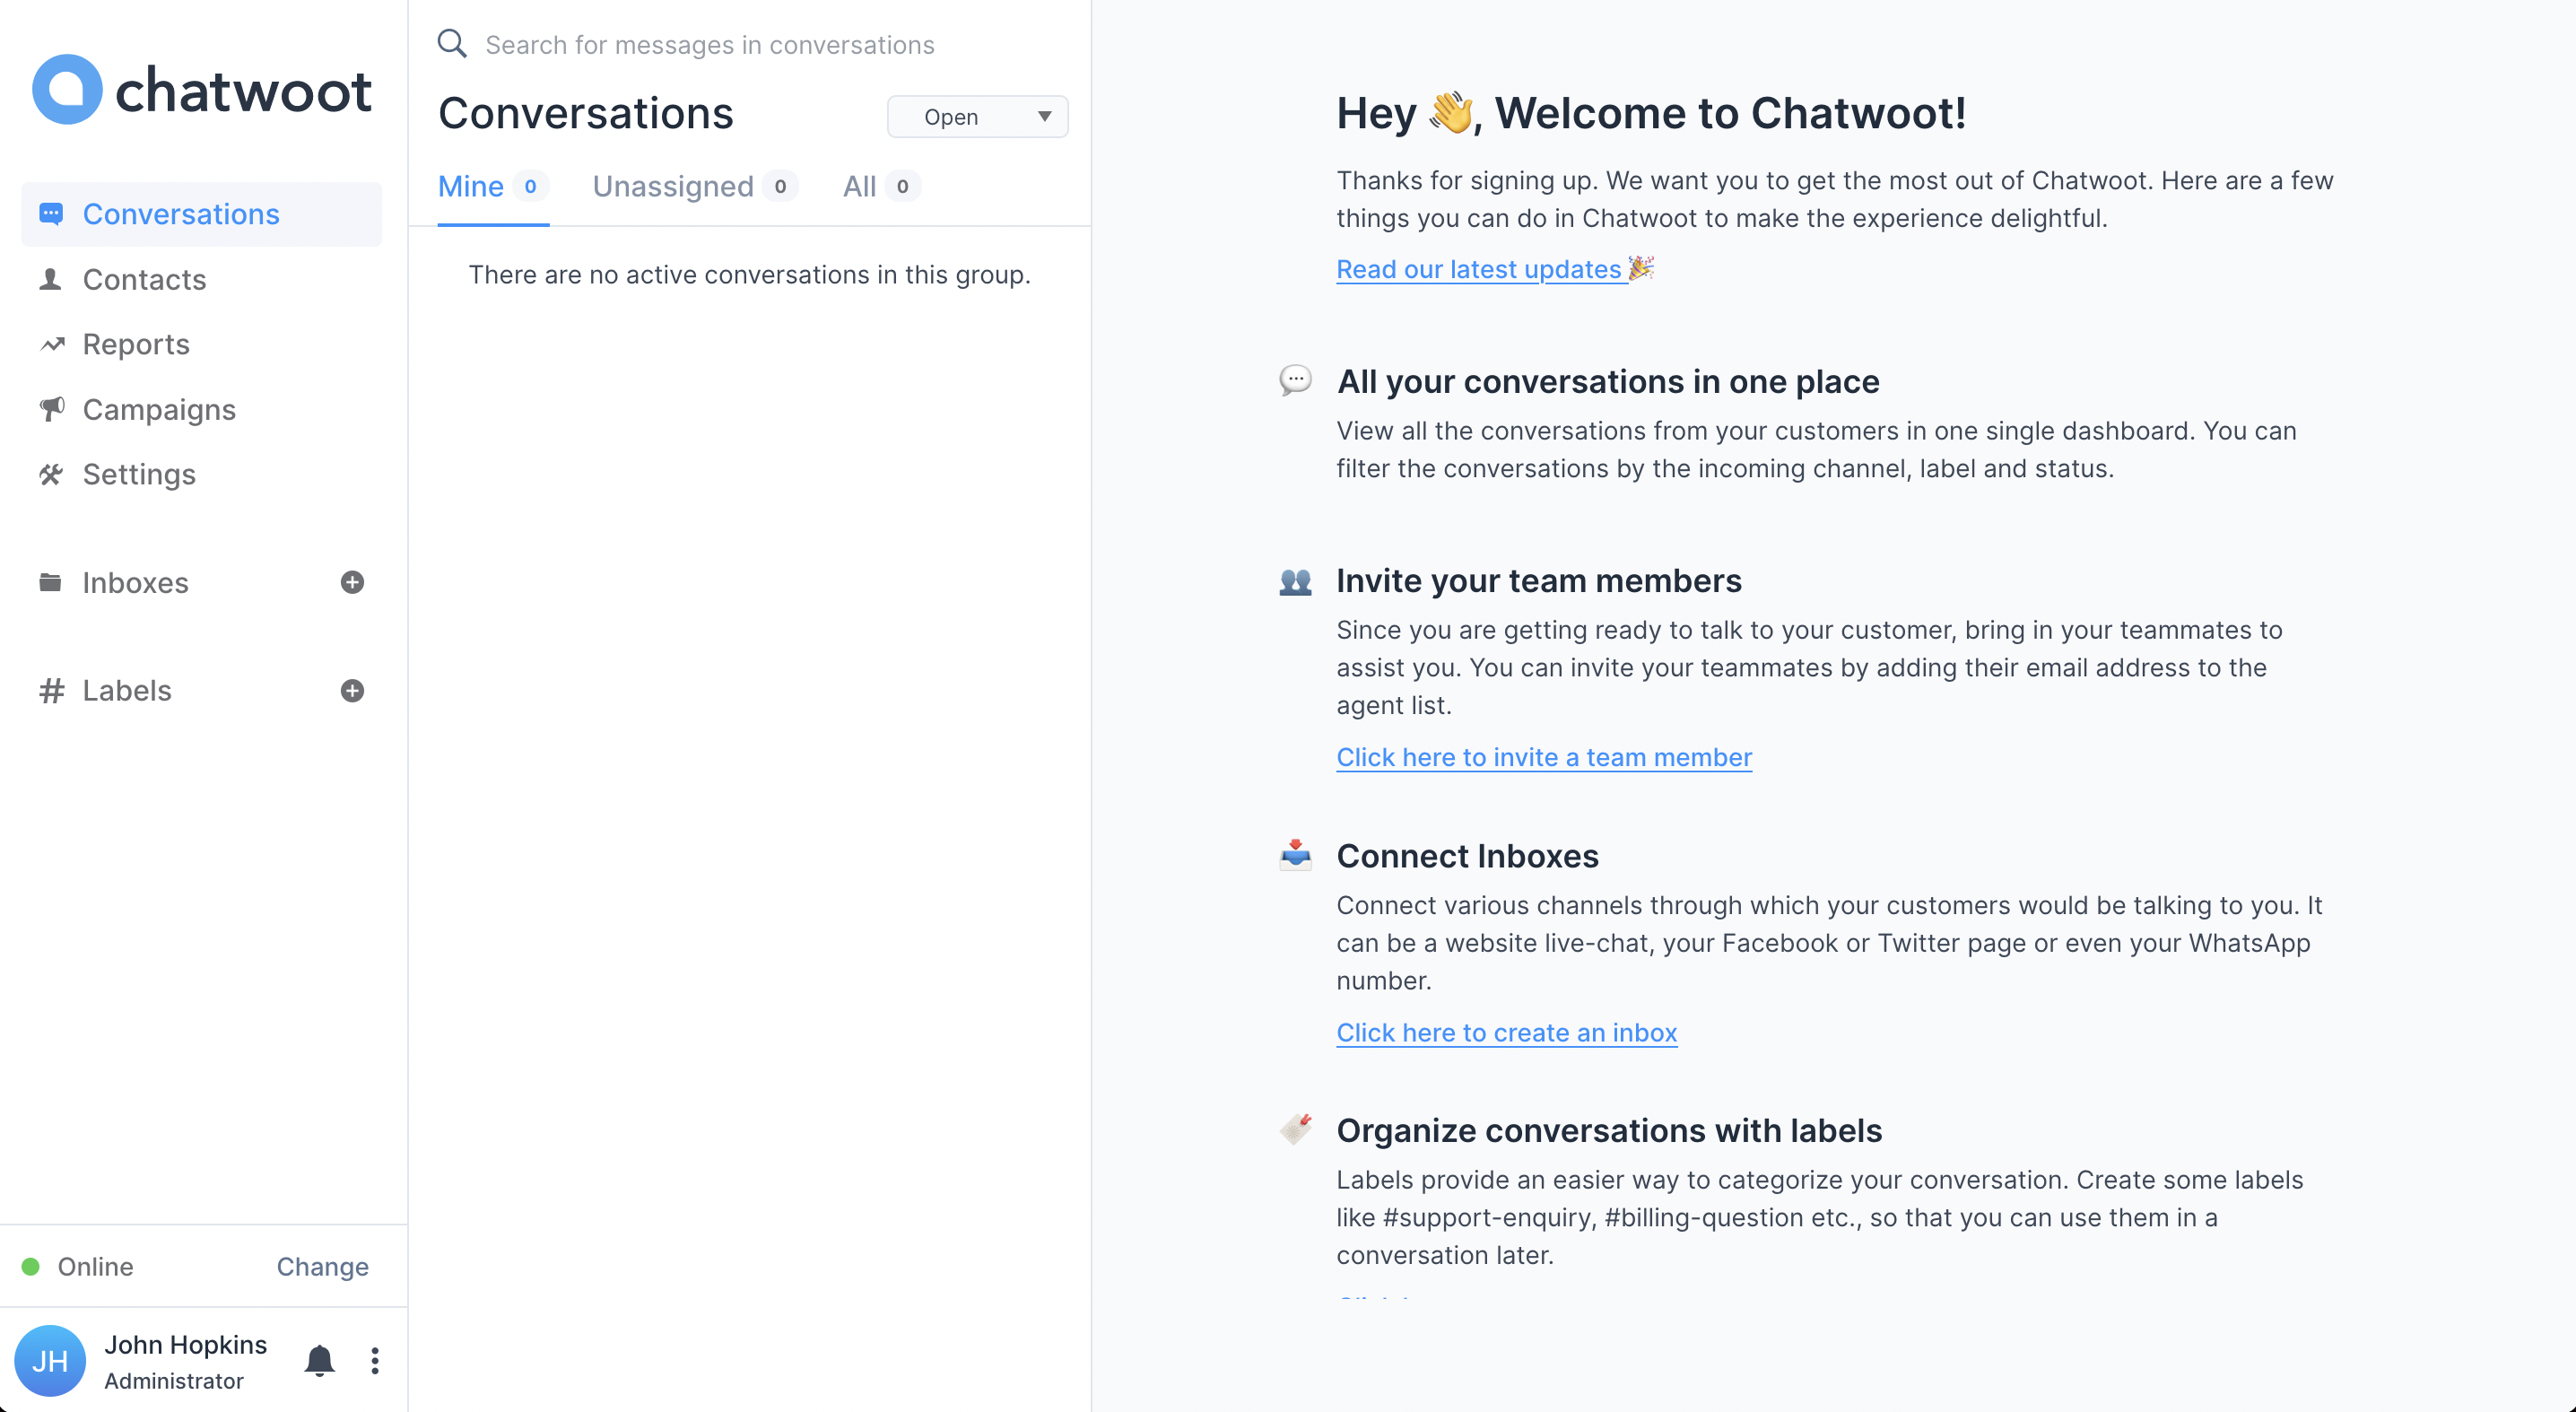 chatwoot
Conversations
Contacts
Reports
Campaigns
Settings
Inboxes
Labels
Online Change
JH
John Hopkins
Administrator
Search for messages in conversations
Conversations
Open
Mine 0 Unassigned 0 All 0
There are no active conversations in this group.
Hey 👋, Welcome to Chatwoot!
Thanks for signing up. We want you to get the most out of Chatwoot. Here are a few
things you can do in Chatwoot to make the experience delightful.
Read our latest updates 🎉
All your conversations in one place
View all the conversations from your customers in one single dashboard. You can
filter the conversations by the incoming channel, label and status.
Invite your team members
Since you are getting ready to talk to your customer, bring in your teammates to
assist you. You can invite your teammates by adding their email address to the
agent list.
Click here to invite a team member
Connect Inboxes
Connect various channels through which your customers would be talking to you. It
can be a website live-chat, your Facebook or Twitter page or even your WhatsApp
number.
Click here to create an inbox
Organize conversations with labels
Labels provide an easier way to categorize your conversation. Create some labels
like #support-enquiry, #billing-question etc., so that you can use them in a
conversation later.